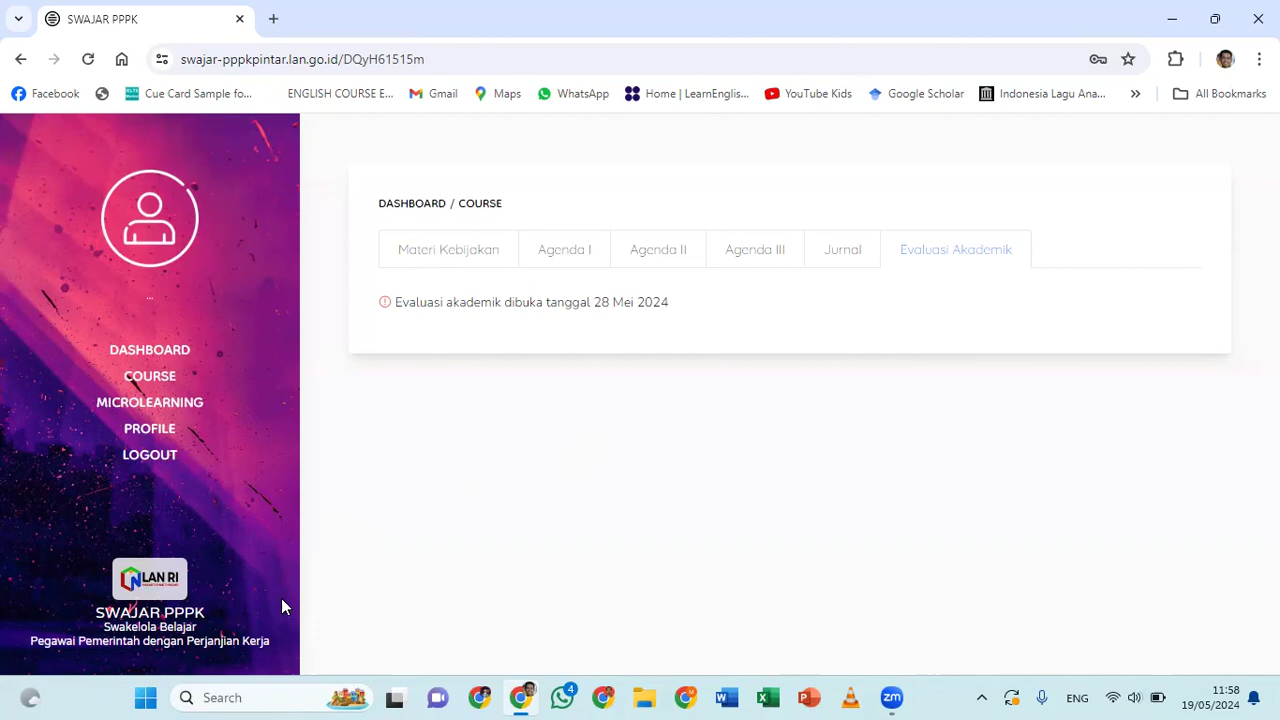 SWAJAR PPPK
swajar-pppkpintar.lan.go.id/DQyH61515m
Facebook
Cue Card Sample fo...
ENGLISH COURSE E...
Gmail
Maps
WhatsApp
Home | LearnEnglis...
YouTube Kids
Google Scholar
Indonesia Lagu Ana...
All Bookmarks
...
DASHBOARD
COURSE
MICROLEARNING
PROFILE
LOGOUT
LAN RI
SWAJAR PPPK
Swakelola Belajar
Pegawai Pemerintah dengan Perjanjian Kerja
DASHBOARD / COURSE
Materi Kebijakan
Agenda I
Agenda II
Agenda III
Jurnal
Evaluasi Akademik
Evaluasi akademik dibuka tanggal 28 Mei 2024
Search
4
zm
ENG
11:58
19/05/2024